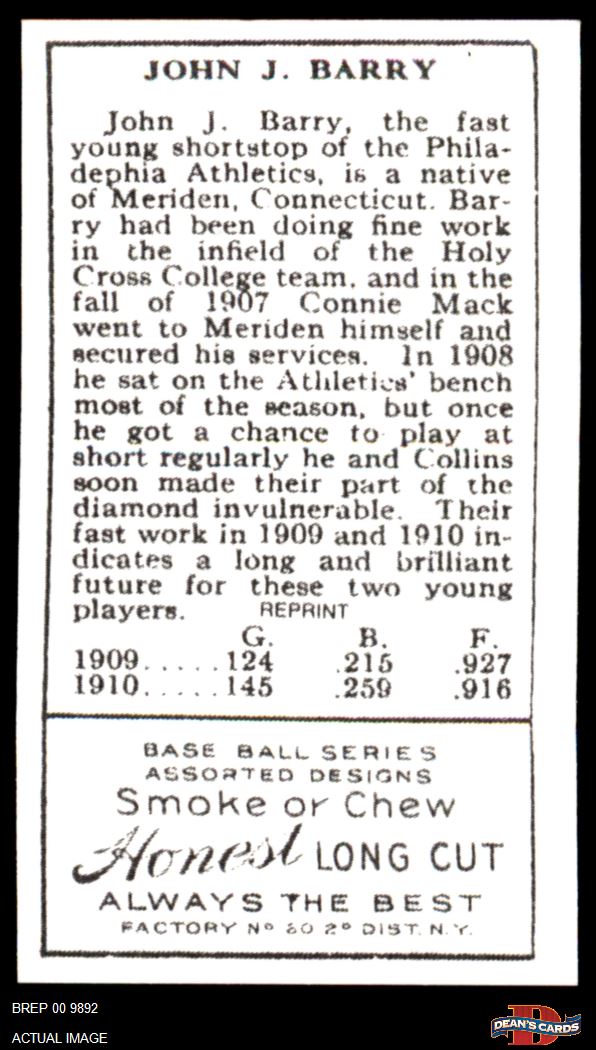 JOHN J. BARRY
John J. Barry, the fast
young shortstop of the Phila-
dephia Athletics, is a native
of Meriden, Connecticut. Bar-
ry had been doing fine work
in the infield of the Holy
Cross College team, and in the
fall of 1907 Connie Mack
went to Meriden himself and
secured his services. In 1908
he sat on the Athletics' bench
most of the season, but once
he got a chance to play at
short regularly he and Collins
soon made their part of the
diamond invulnerable. Their
fast work in 1909 and 1910 in-
dicates a long and brilliant
future for these two young
players. REPRINT
G. B. F.
1909.....124 .215 .927
1910.....145 .259 .916
BASE BALL SERIES
ASSORTED DESIGNS
Smoke or Chew
Honest LONG CUT
ALWAYS THE BEST
FACTORY Nº 30 2º DIST. N.Y.
BREP 00 9892
ACTUAL IMAGE
D
DEAN'S CARDS